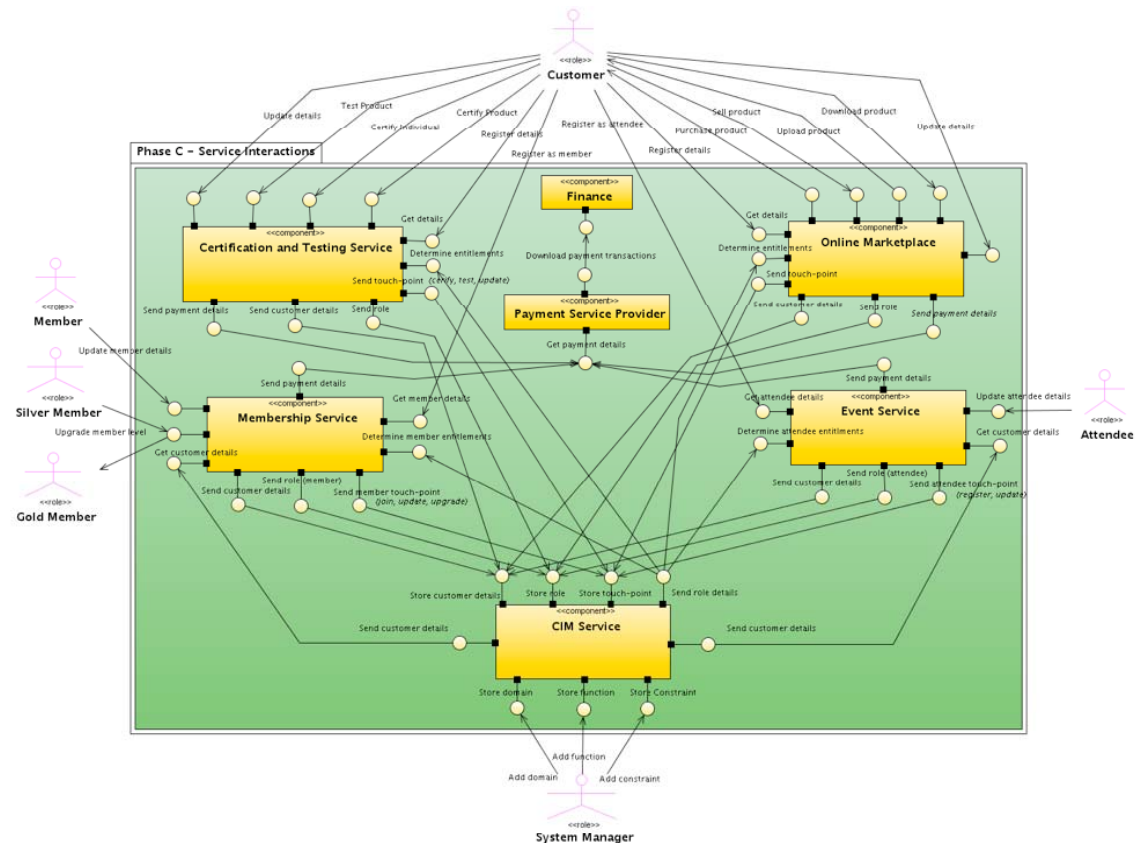 <<role>>
Customer
Update details
Test Product
Certify Individual
Certify Product
Register details
Register as member
Register as attendee
Register details
Purchase product
Sell product
Upload product
Download product
Update details
Phase C - Service Interactions
<<component>>
Finance
Download payment transactions
<<component>>
Payment Service Provider
Get payment details
<<component>>
Certification and Testing Service
Get details
Determine entitlements
Send touch-point (cerify, test, update)
Send payment details
Send customer details
Send role
<<component>>
Online Marketplace
Get details
Determine entitlements
Send touch-point
Send customer details
Send role
Send payment details
<<role>>
Member
Update member details
<<role>>
Silver Member
Upgrade member level
<<role>>
Gold Member
Send payment details
<<component>>
Membership Service
Get member details
Determine member entitlements
Get customer details
Send customer details
Send role (member)
Send member touch-point
(join, update, upgrade)
Send payment details
<<component>>
Event Service
Get attendee details
Determine attendee entitlments
Update attendee details
Get customer details
Send customer details
Send role (attendee)
Send attendee touch-point
(register, update)
<<role>>
Attendee
Store customer details
Store role
Store touch-point
Send role details
<<component>>
CIM Service
Send customer details
Send customer details
Store domain
Store function
Store Constraint
Add domain
Add function
Add constraint
<<role>>
System Manager